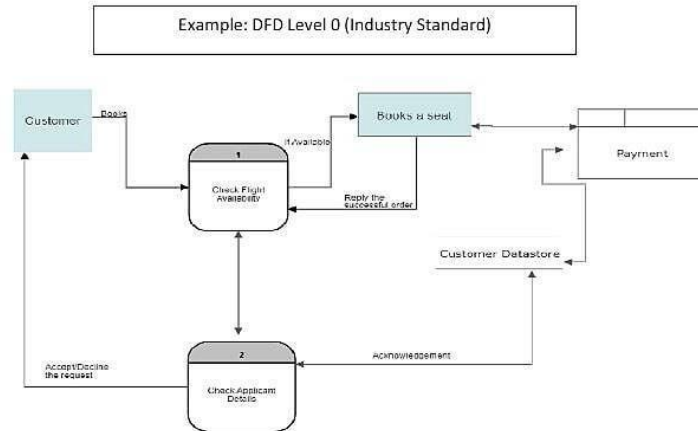 Example: DFD Level 0 (Industry Standard)
Customer
Books
If Available
Books a seat
Payment
1
Check Flight
Availability
Reply the
successful order
Customer Datastore
2
Check Applicant
Details
Accept/Decline
the request
Acknowledgement